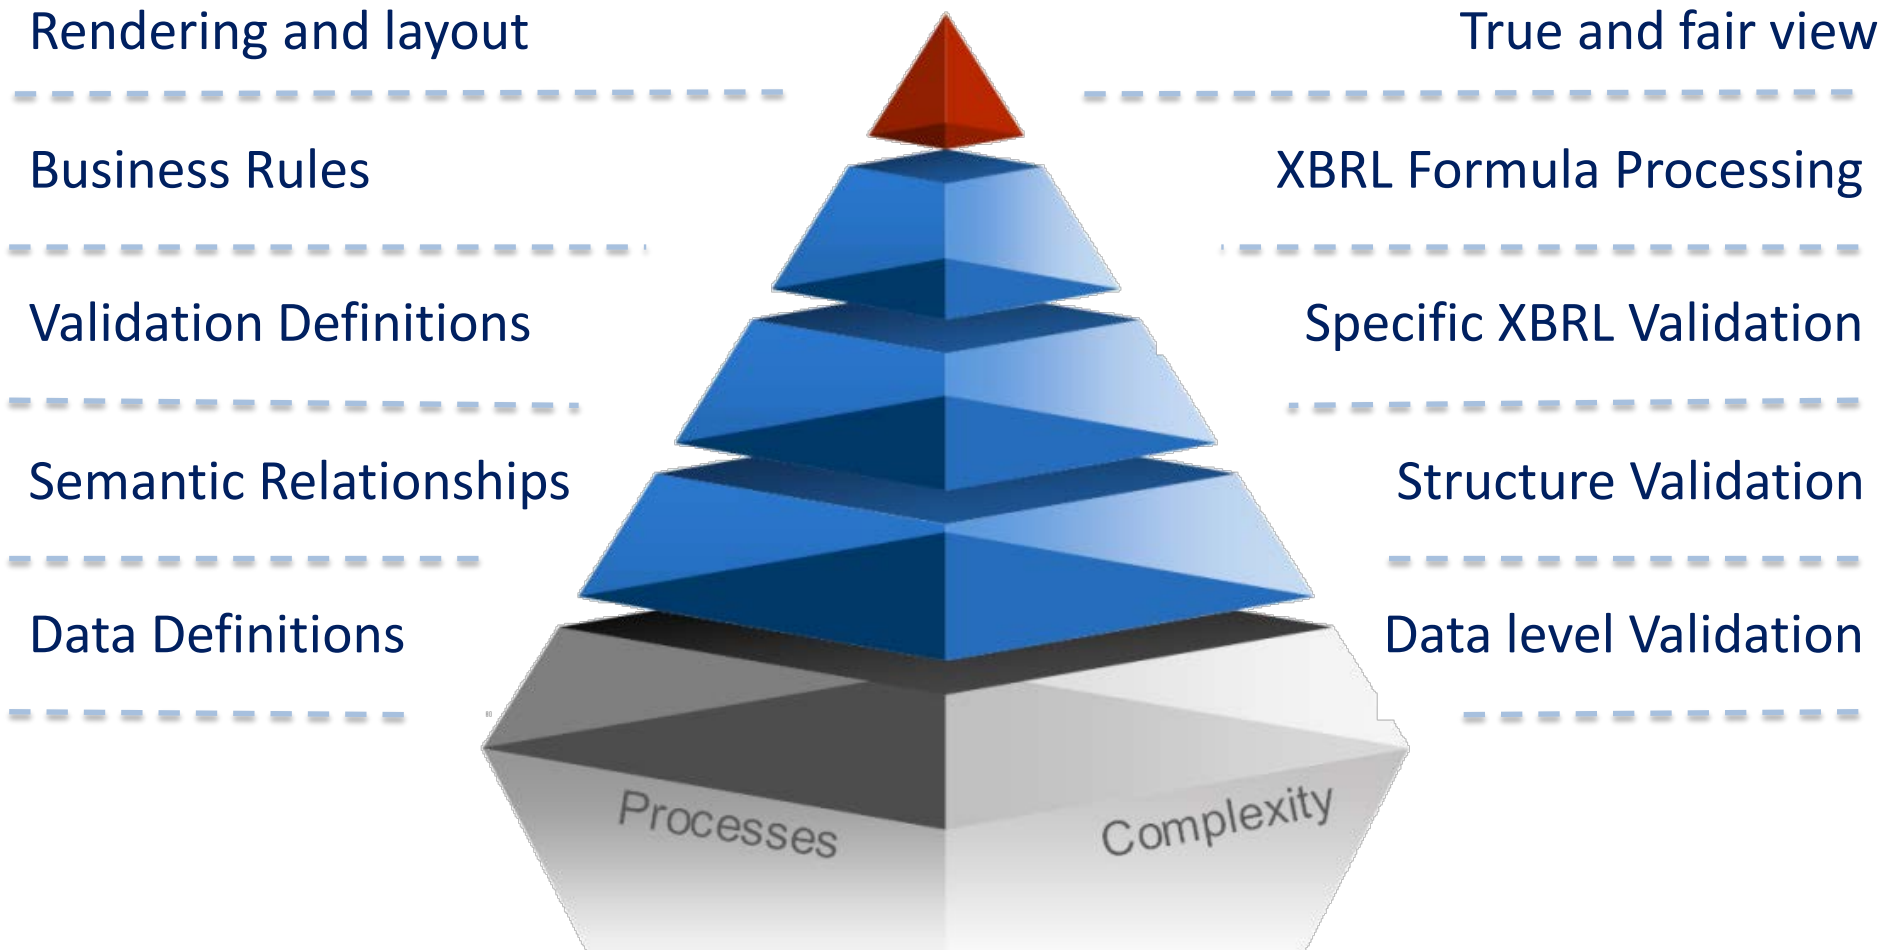 Rendering and layout
True and fair view
Business Rules
XBRL Formula Processing
Validation Definitions
Specific XBRL Validation
Semantic Relationships
Structure Validation
Data Definitions
Data level Validation
Processes
Complexity